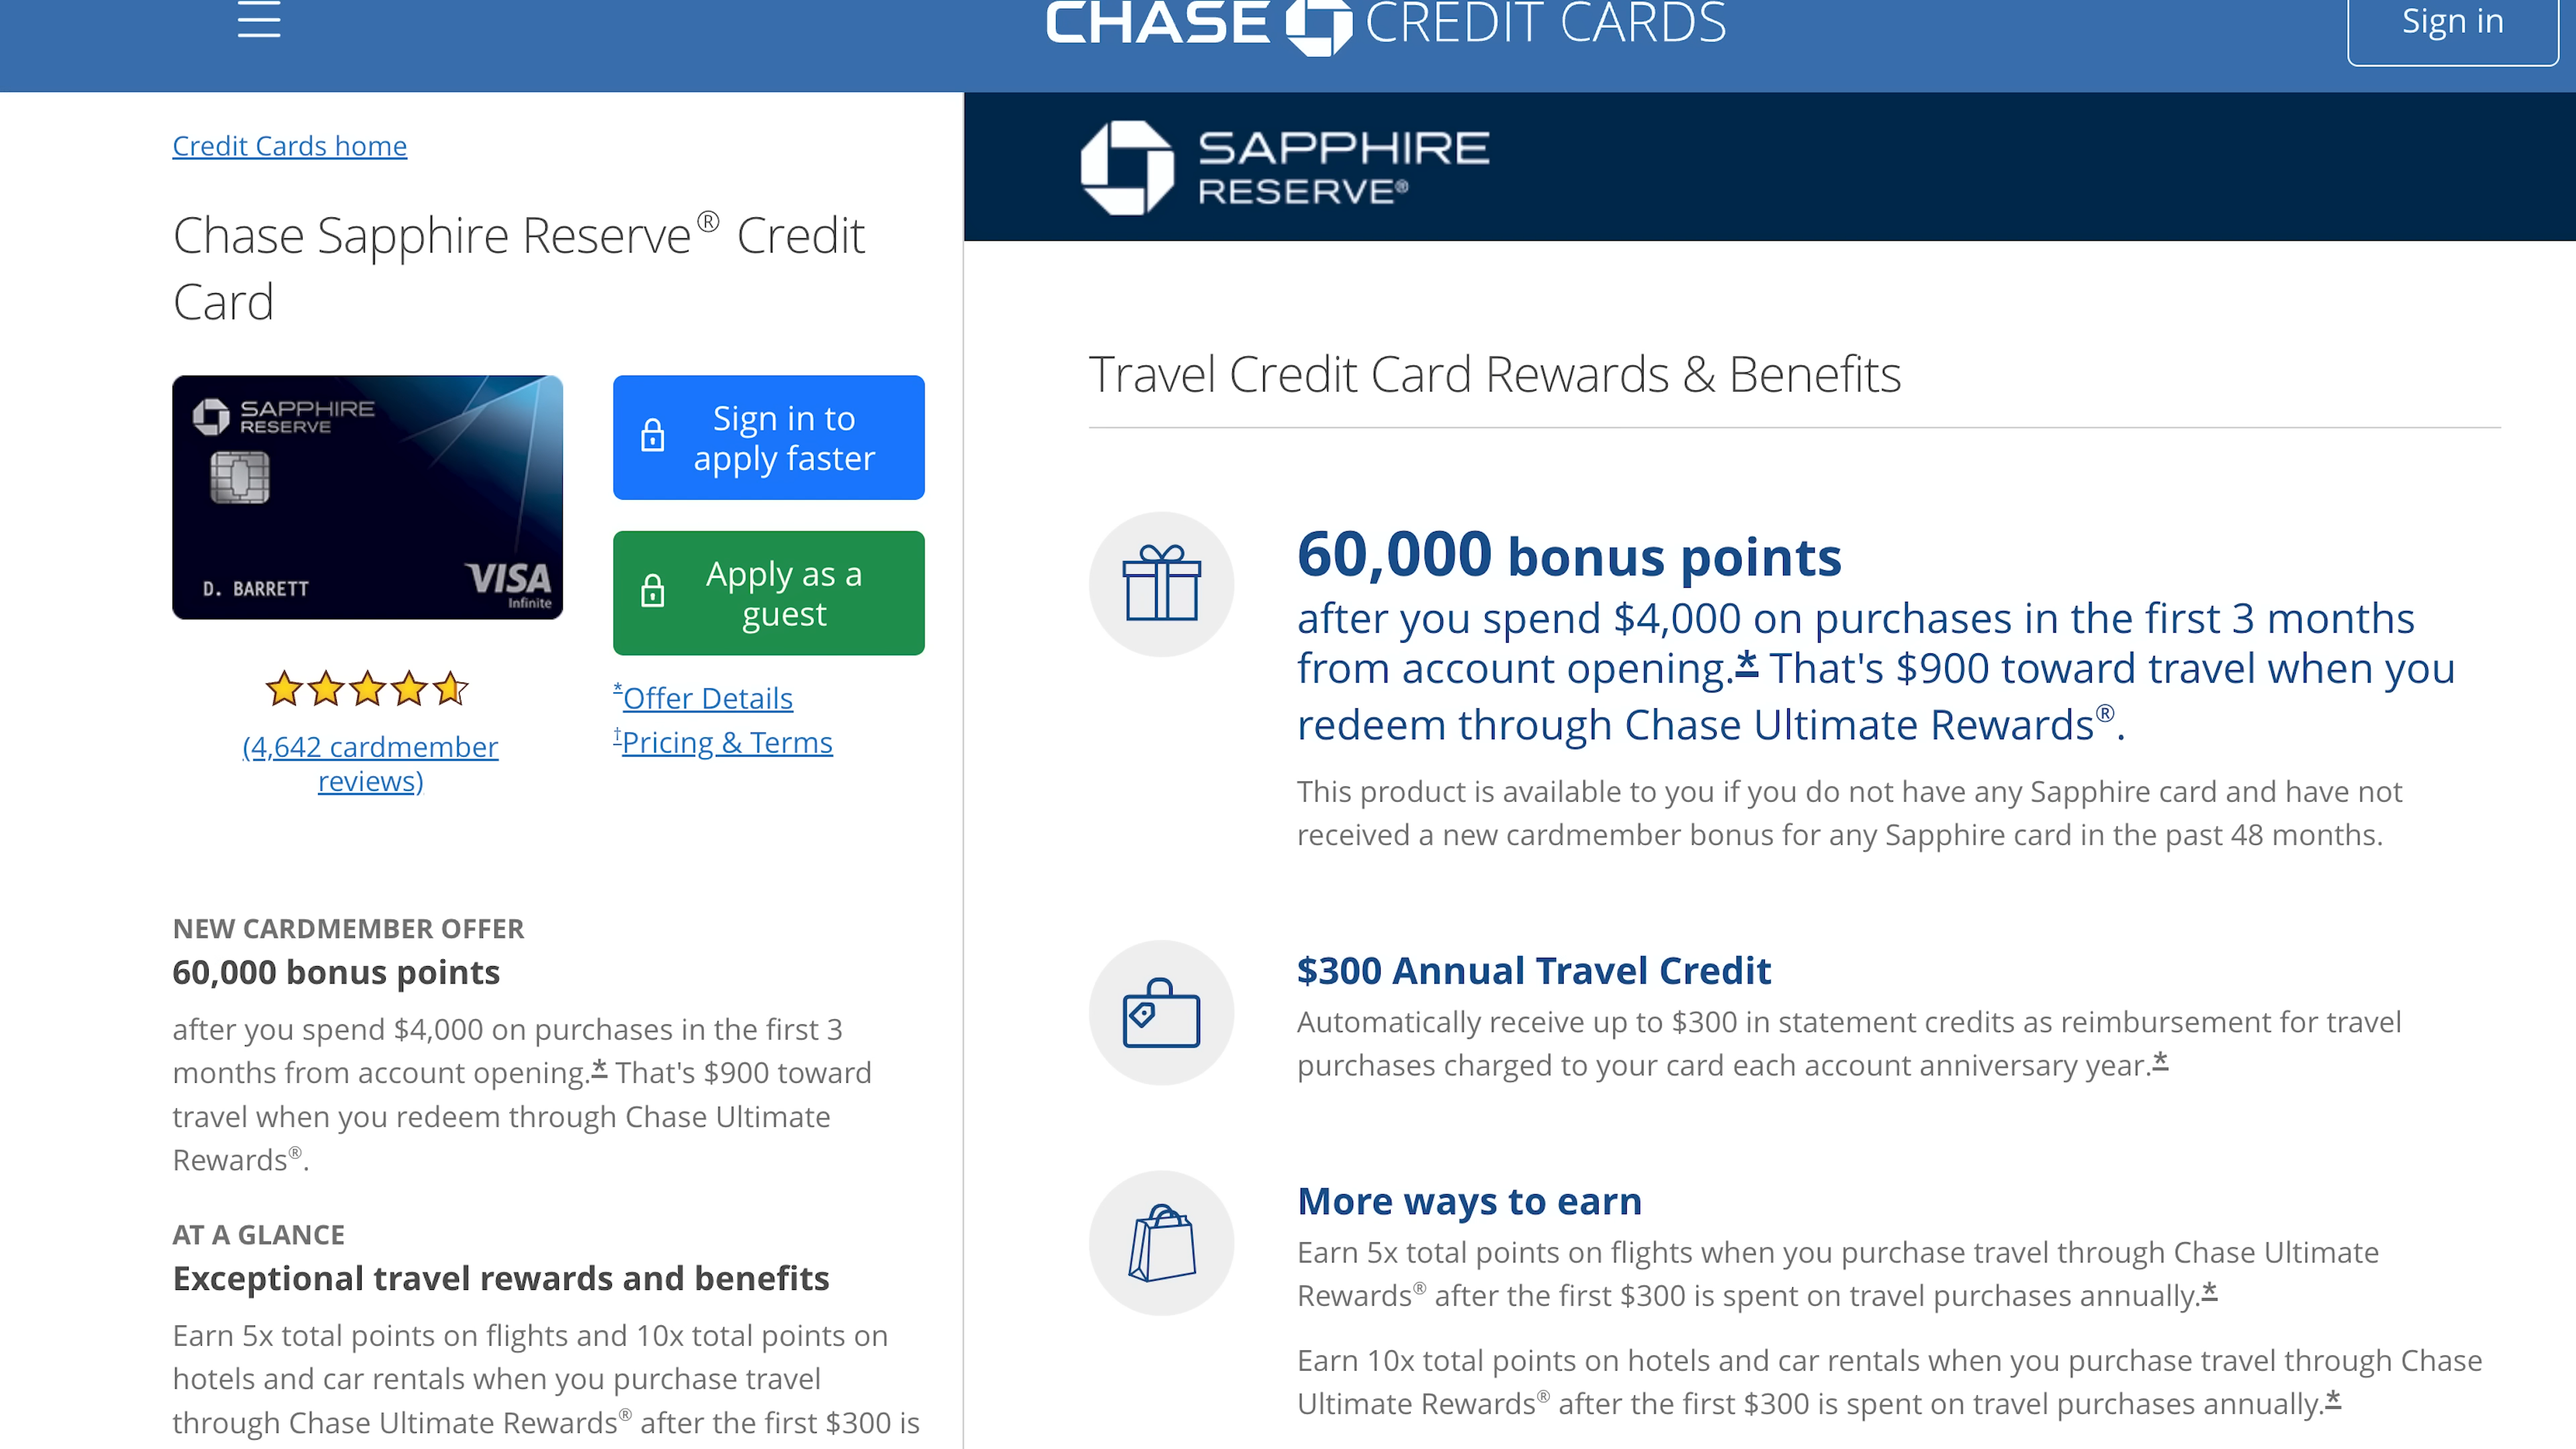 CHASE CREDIT CARDS
Sign in
Credit Cards home
Chase Sapphire Reserve® Credit
Card
SAPPHIRE
RESERVE
D. BARRETT
VISA
Infinite
Sign in to
apply faster
Apply as a
guest
(4,642 cardmember
reviews)
*Offer Details
†Pricing & Terms
NEW CARDMEMBER OFFER
60,000 bonus points
after you spend $4,000 on purchases in the first 3
months from account opening.* That's $900 toward
travel when you redeem through Chase Ultimate
Rewards®.
AT A GLANCE
Exceptional travel rewards and benefits
Earn 5x total points on flights and 10x total points on
hotels and car rentals when you purchase travel
through Chase Ultimate Rewards® after the first $300 is
SAPPHIRE
RESERVE®
Travel Credit Card Rewards & Benefits
60,000 bonus points
after you spend $4,000 on purchases in the first 3 months
from account opening.* That's $900 toward travel when you
redeem through Chase Ultimate Rewards®.
This product is available to you if you do not have any Sapphire card and have not
received a new cardmember bonus for any Sapphire card in the past 48 months.
$300 Annual Travel Credit
Automatically receive up to $300 in statement credits as reimbursement for travel
purchases charged to your card each account anniversary year.*
More ways to earn
Earn 5x total points on flights when you purchase travel through Chase Ultimate
Rewards® after the first $300 is spent on travel purchases annually.*
Earn 10x total points on hotels and car rentals when you purchase travel through Chase
Ultimate Rewards® after the first $300 is spent on travel purchases annually.*